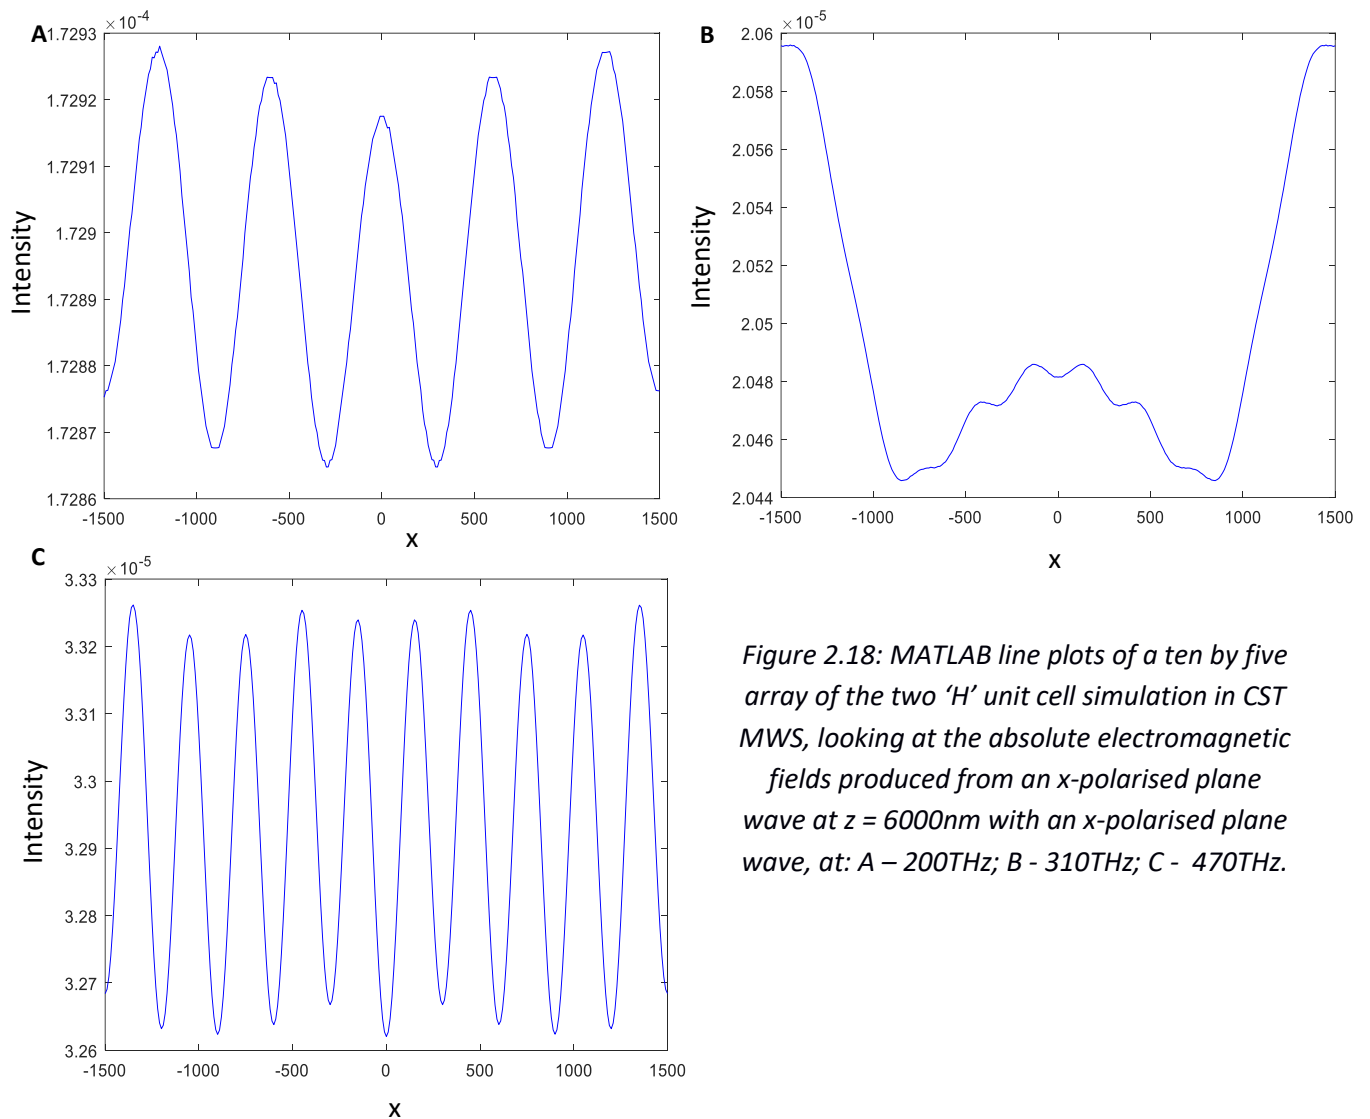 A
×10⁻⁴
1.7293
1.7292
1.7291
1.729
1.7289
1.7288
1.7287
1.7286
Intensity
-1500 -1000 -500 0 500 1000 1500
x
B
×10⁻⁵
2.06
2.058
2.056
2.054
2.052
2.05
2.048
2.046
2.044
Intensity
-1500 -1000 -500 0 500 1000 1500
x
C
×10⁻⁵
3.33
3.32
3.31
3.3
3.29
3.28
3.27
3.26
Intensity
-1500 -1000 -500 0 500 1000 1500
x
Figure 2.18: MATLAB line plots of a ten by five
array of the two ‘H’ unit cell simulation in CST
MWS, looking at the absolute electromagnetic
fields produced from an x-polarised plane
wave at z = 6000nm with an x-polarised plane
wave, at: A – 200THz; B - 310THz; C - 470THz.